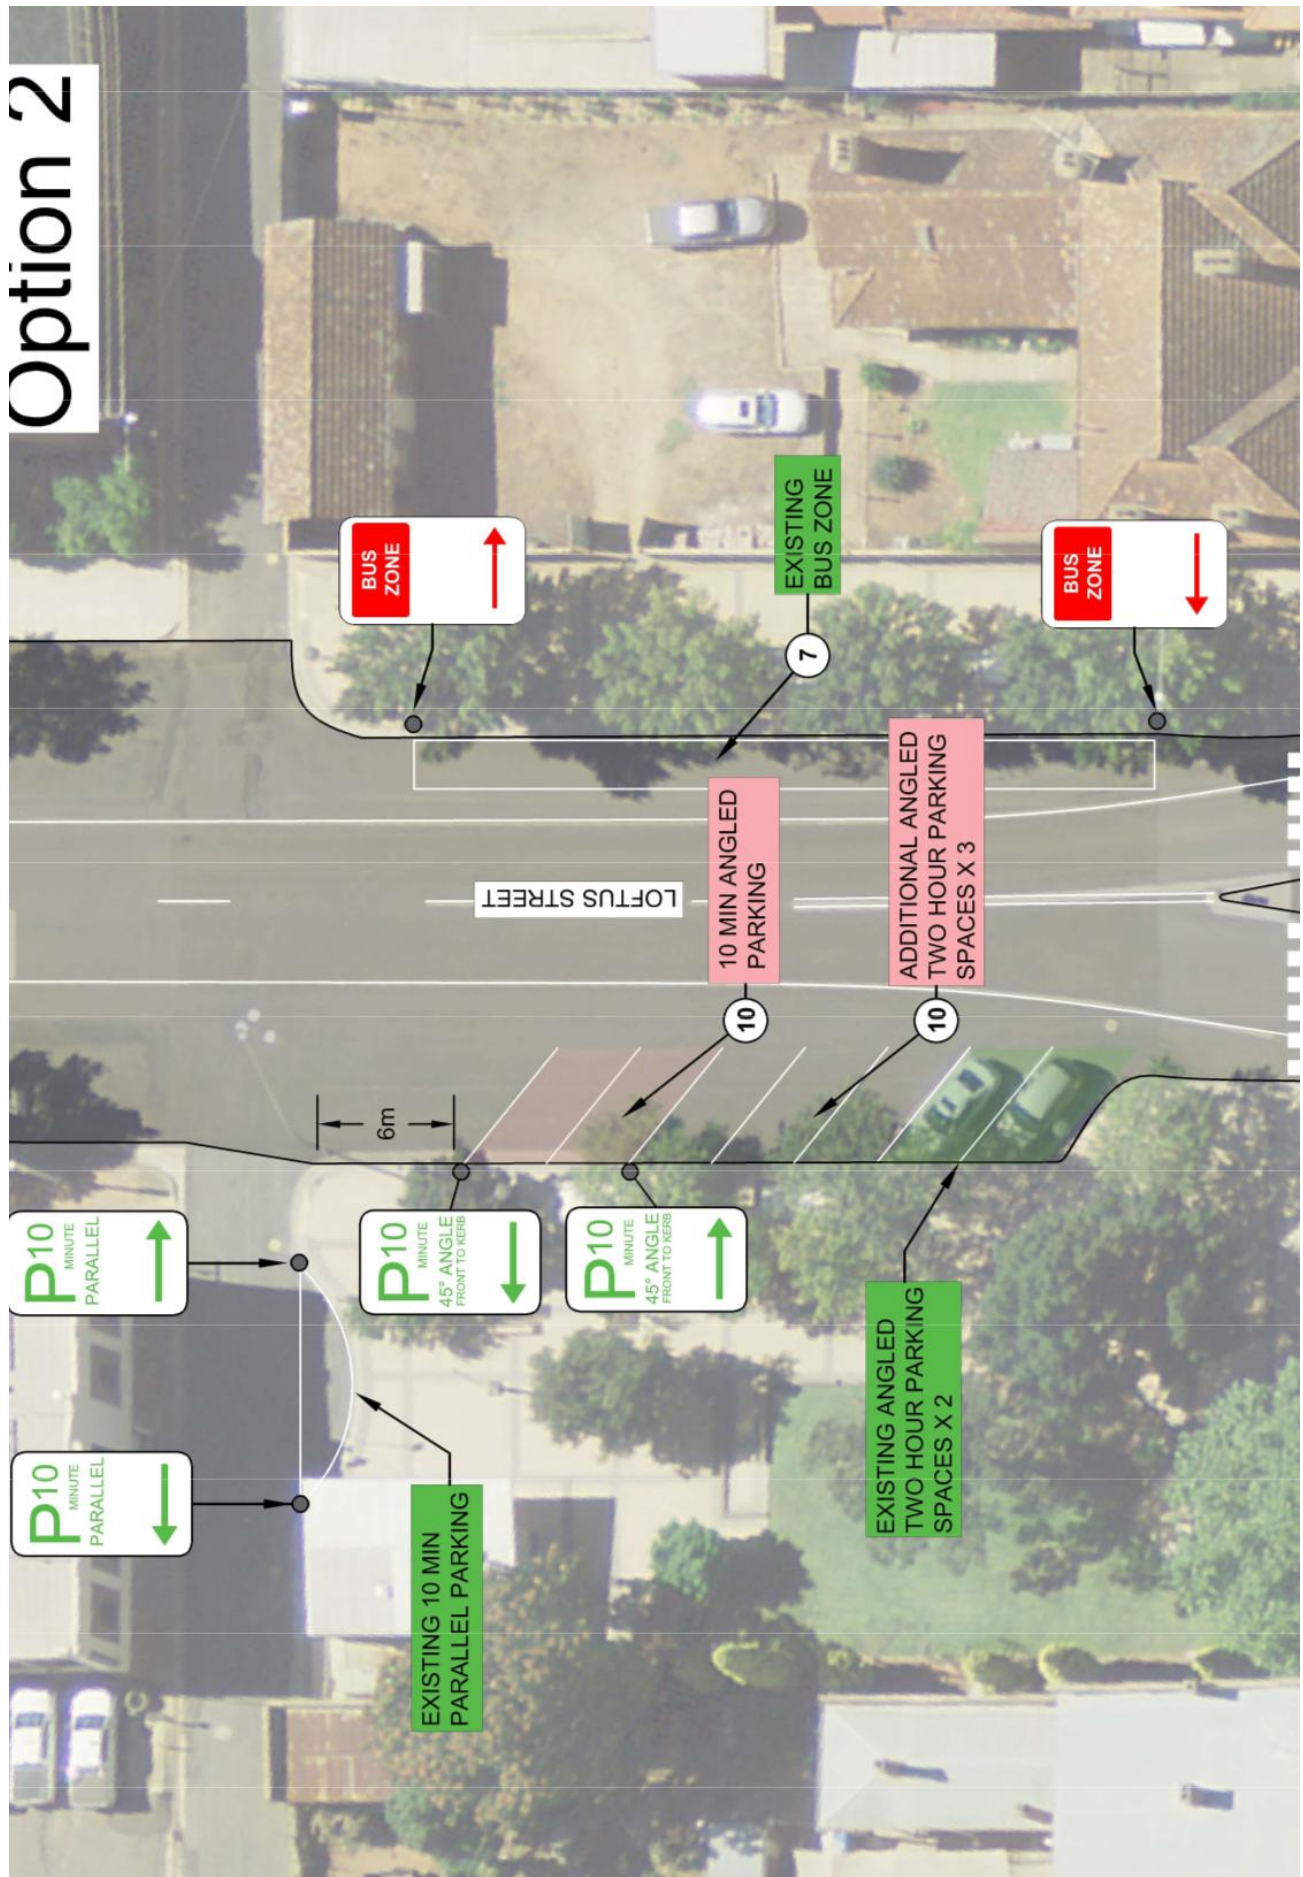 Option 2
BUS
ZONE
EXISTING
BUS ZONE
7
BUS
ZONE
LOFTUS STREET
10 MIN ANGLED
PARKING
10
ADDITIONAL ANGLED
TWO HOUR PARKING
SPACES X 3
10
6m
P10
MINUTE
PARALLEL
P10
MINUTE
45° ANGLE
FRONT TO KERB
P10
MINUTE
45° ANGLE
FRONT TO KERB
P10
MINUTE
PARALLEL
EXISTING 10 MIN
PARALLEL PARKING
EXISTING ANGLED
TWO HOUR PARKING
SPACES X 2